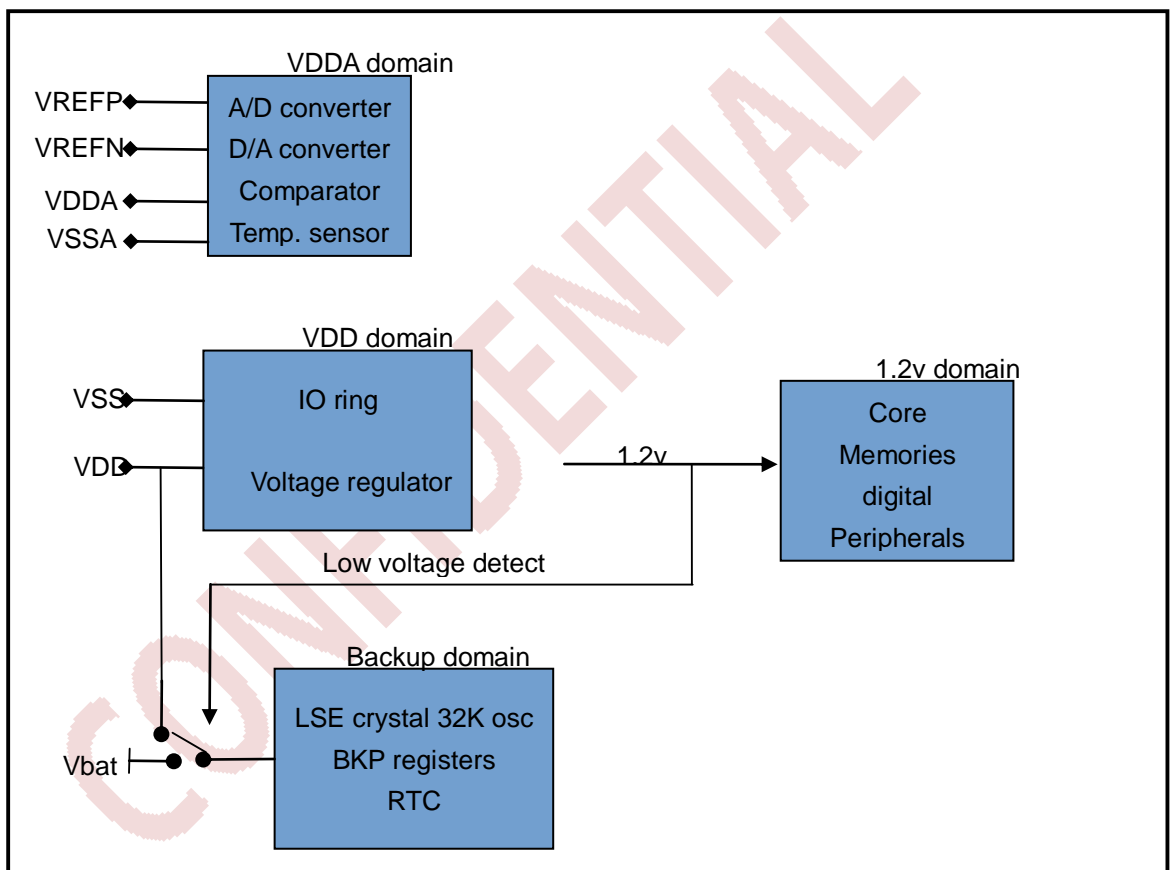 VDDA domain
VREFP
A/D converter
VREFN
D/A converter
VDDA
Comparator
VSSA
Temp. sensor
VDD domain
VSS
IO ring
VDD
Voltage regulator
1.2v
1.2v domain
Core
Memories
digital
Peripherals
Low voltage detect
Backup domain
LSE crystal 32K osc
Vbat
BKP registers
RTC
CONFIDENTIAL